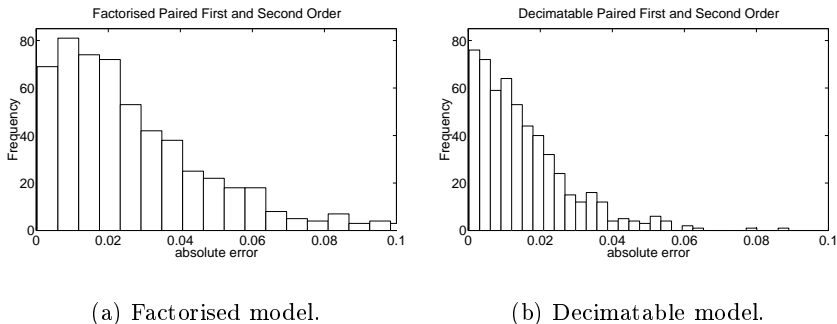 Factorised Paired First and Second Order
80
60
40
20
0
Frequency
0 0.02 0.04 0.06 0.08 0.1
absolute error
(a) Factorised model.
Decimatable Paired First and Second Order
80
60
40
20
0
Frequency
0 0.02 0.04 0.06 0.08 0.1
absolute error
(b) Decimatable model.